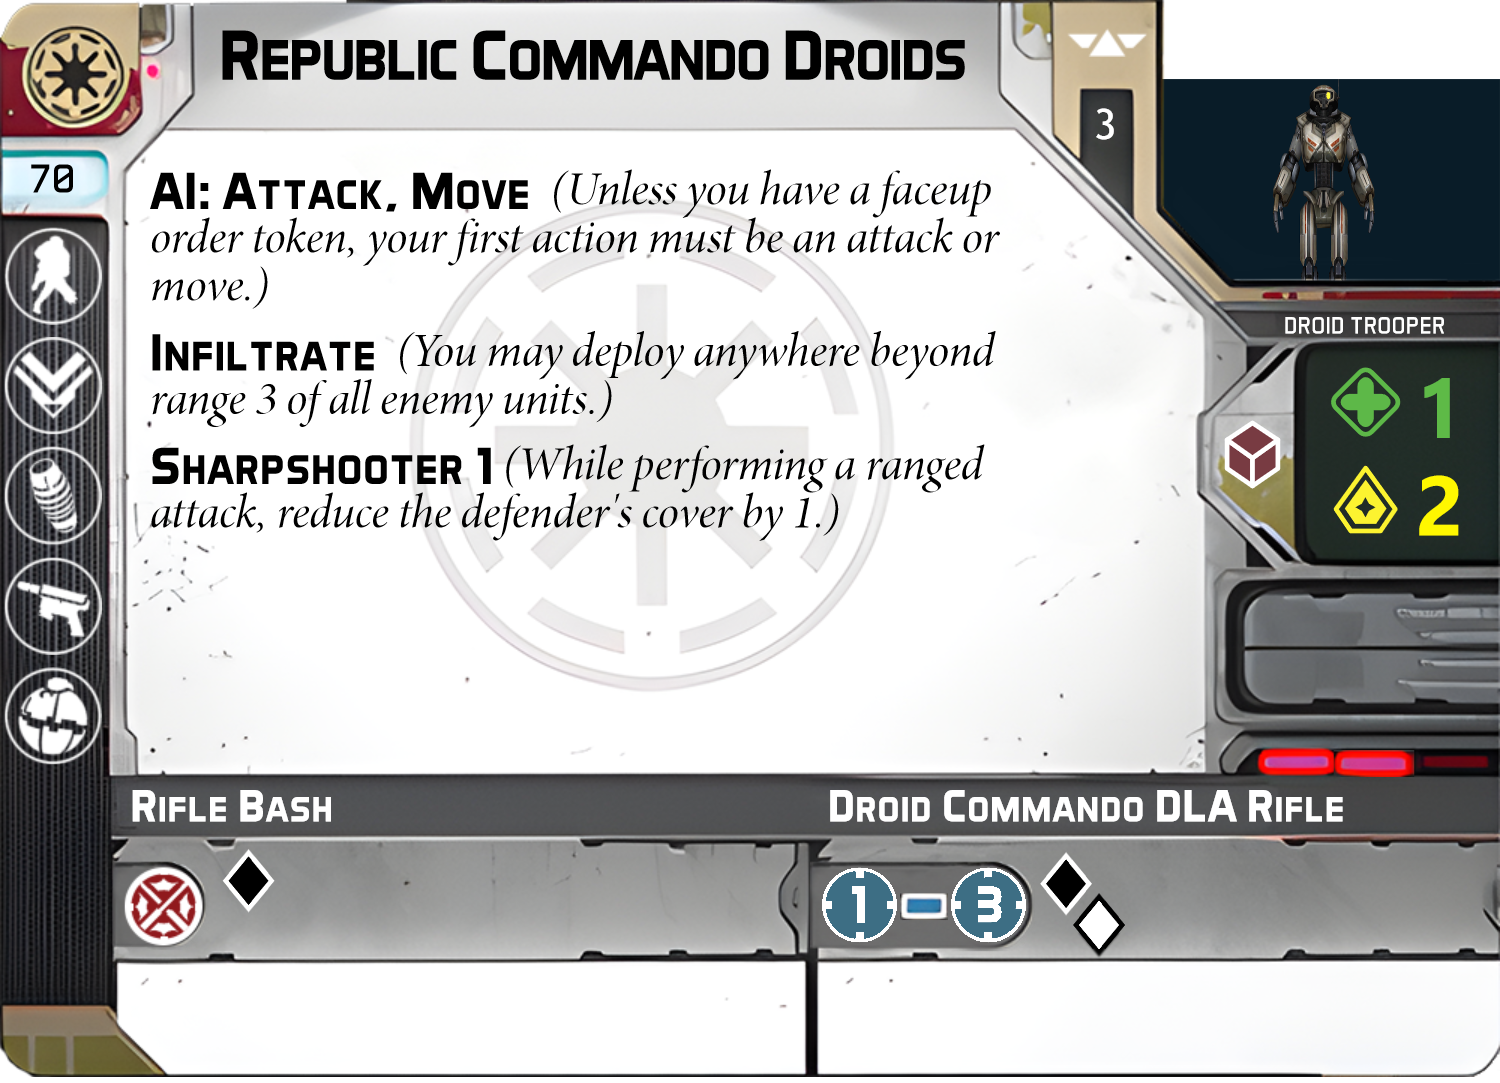 REPUBLIC COMMANDO DROIDS
3
70
AI: ATTACK, MOVE (Unless you have a faceup
order token, your first action must be an attack or
move.)
INFILTRATE (You may deploy anywhere beyond
range 3 of all enemy units.)
SHARPSHOOTER 1 (While performing a ranged
attack, reduce the defender's cover by 1.)
DROID TROOPER
1
2
RIFLE BASH
DROID COMMANDO DLA RIFLE
1 - 3